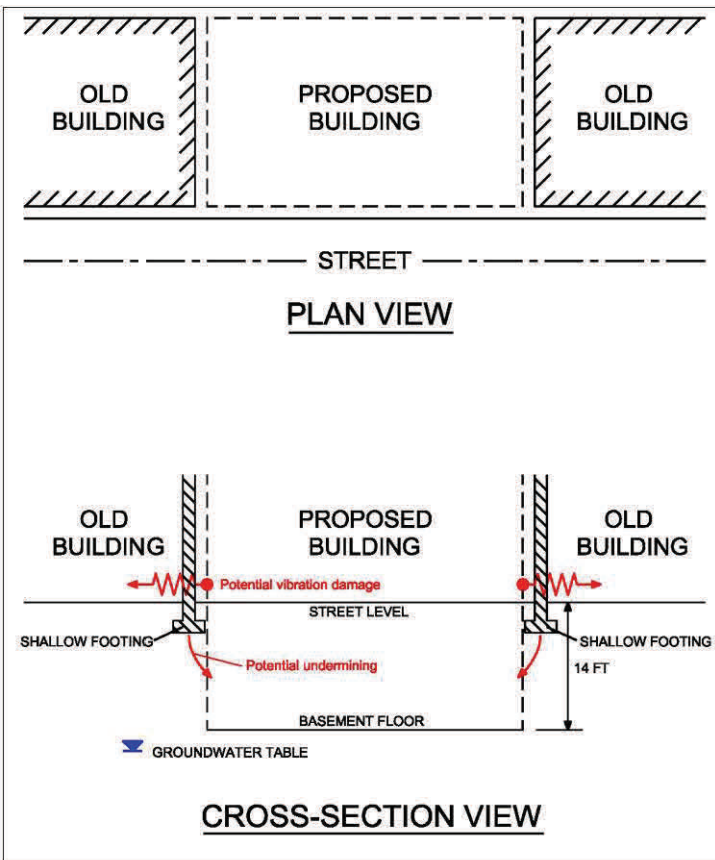 OLD
BUILDING
PROPOSED
BUILDING
OLD
BUILDING
STREET
PLAN VIEW
OLD
BUILDING
PROPOSED
BUILDING
OLD
BUILDING
Potential vibration damage
STREET LEVEL
SHALLOW FOOTING
SHALLOW FOOTING
Potential undermining
14 FT
BASEMENT FLOOR
GROUNDWATER TABLE
CROSS-SECTION VIEW